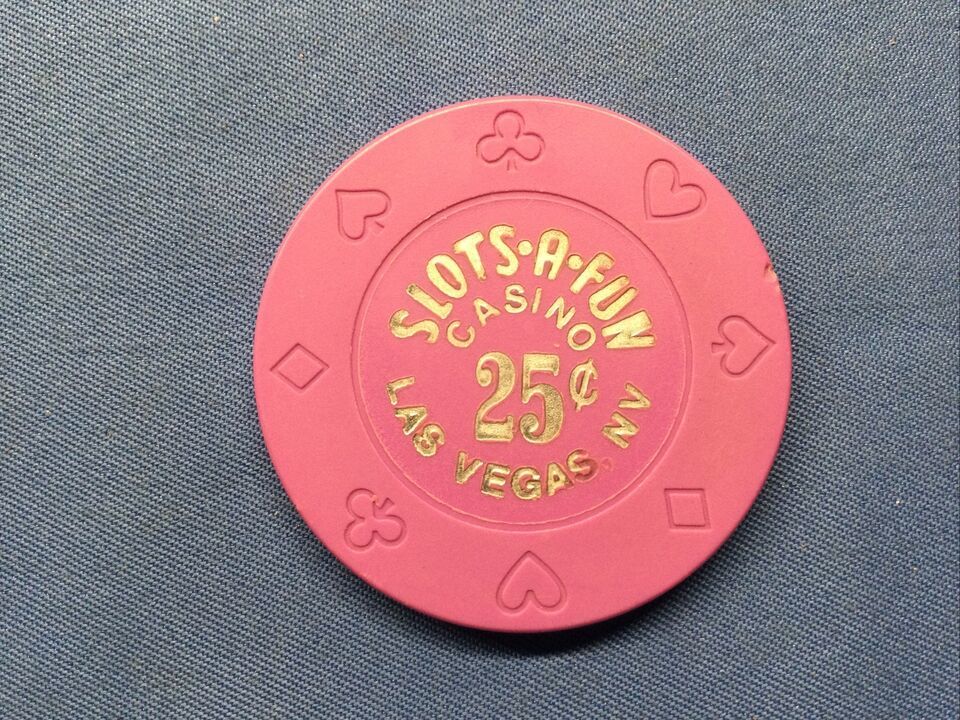 SLOTS•A•FUN
CASINO
25¢
LAS VEGAS, NV